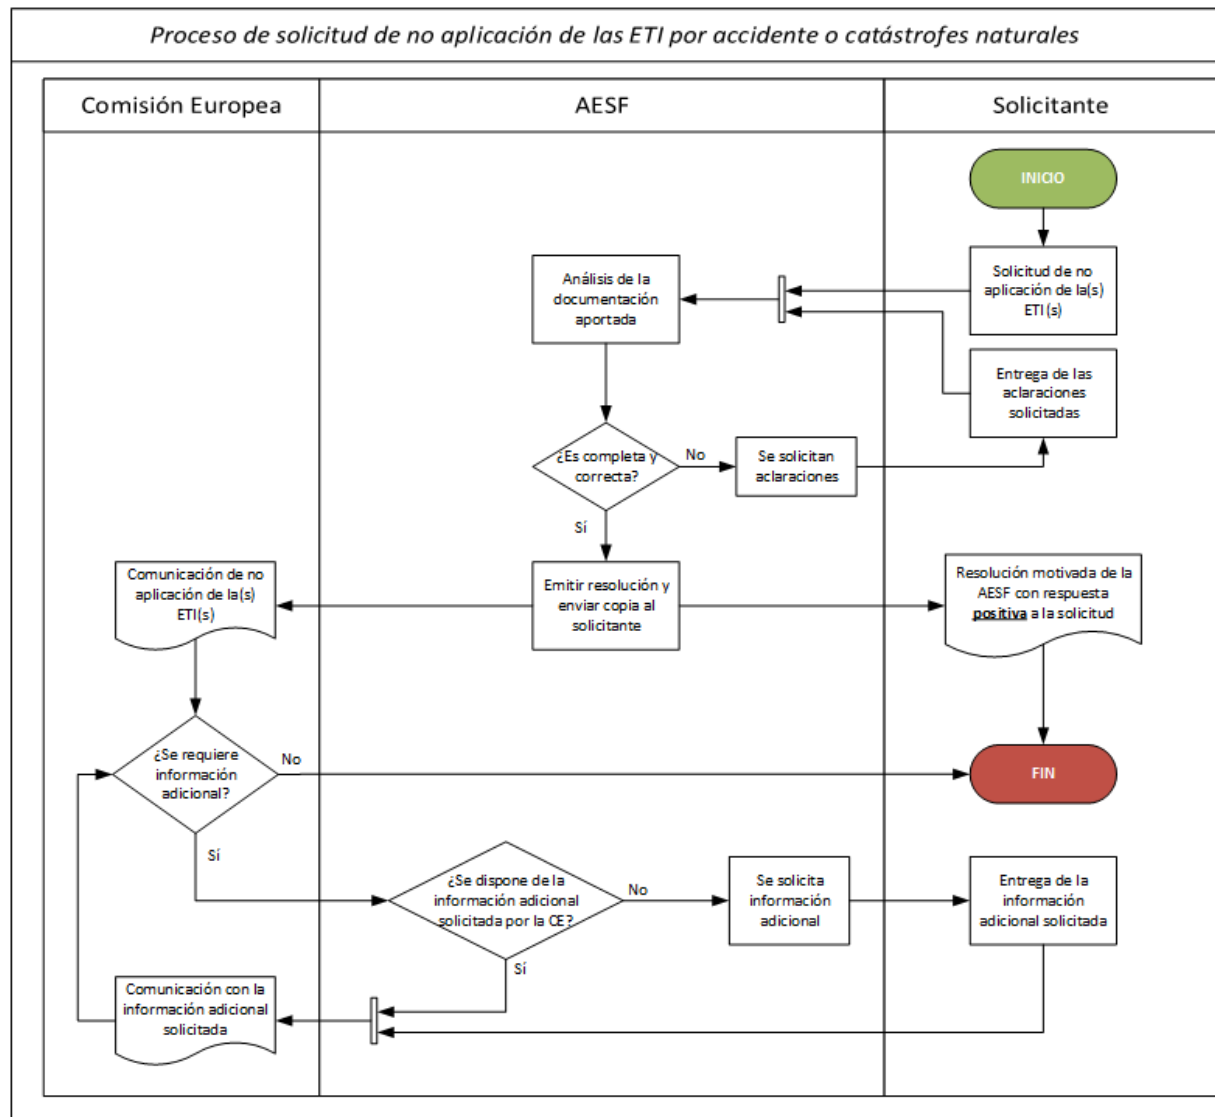 Proceso de solicitud de no aplicación de las ETI por accidente o catástrofes naturales
Comisión Europea
AESF
Solicitante
INICIO
Solicitud de no
aplicación de la(s)
ETI (s)
Análisis de la
documentación
aportada
Entrega de las
aclaraciones
solicitadas
¿Es completa y
correcta?
No
Se solicitan
aclaraciones
Sí
Comunicación de no
aplicación de la(s)
ETI(s)
Emitir resolución y
enviar copia al
solicitante
Resolución motivada de la
AESF con respuesta
positiva a la solicitud
¿Se requiere
información
adicional?
No
FIN
Sí
¿Se dispone de la
información adicional
solicitada por la CE?
No
Se solicita
información
adicional
Entrega de la
información
adicional solicitada
Sí
Comunicación con la
información adicional
solicitada